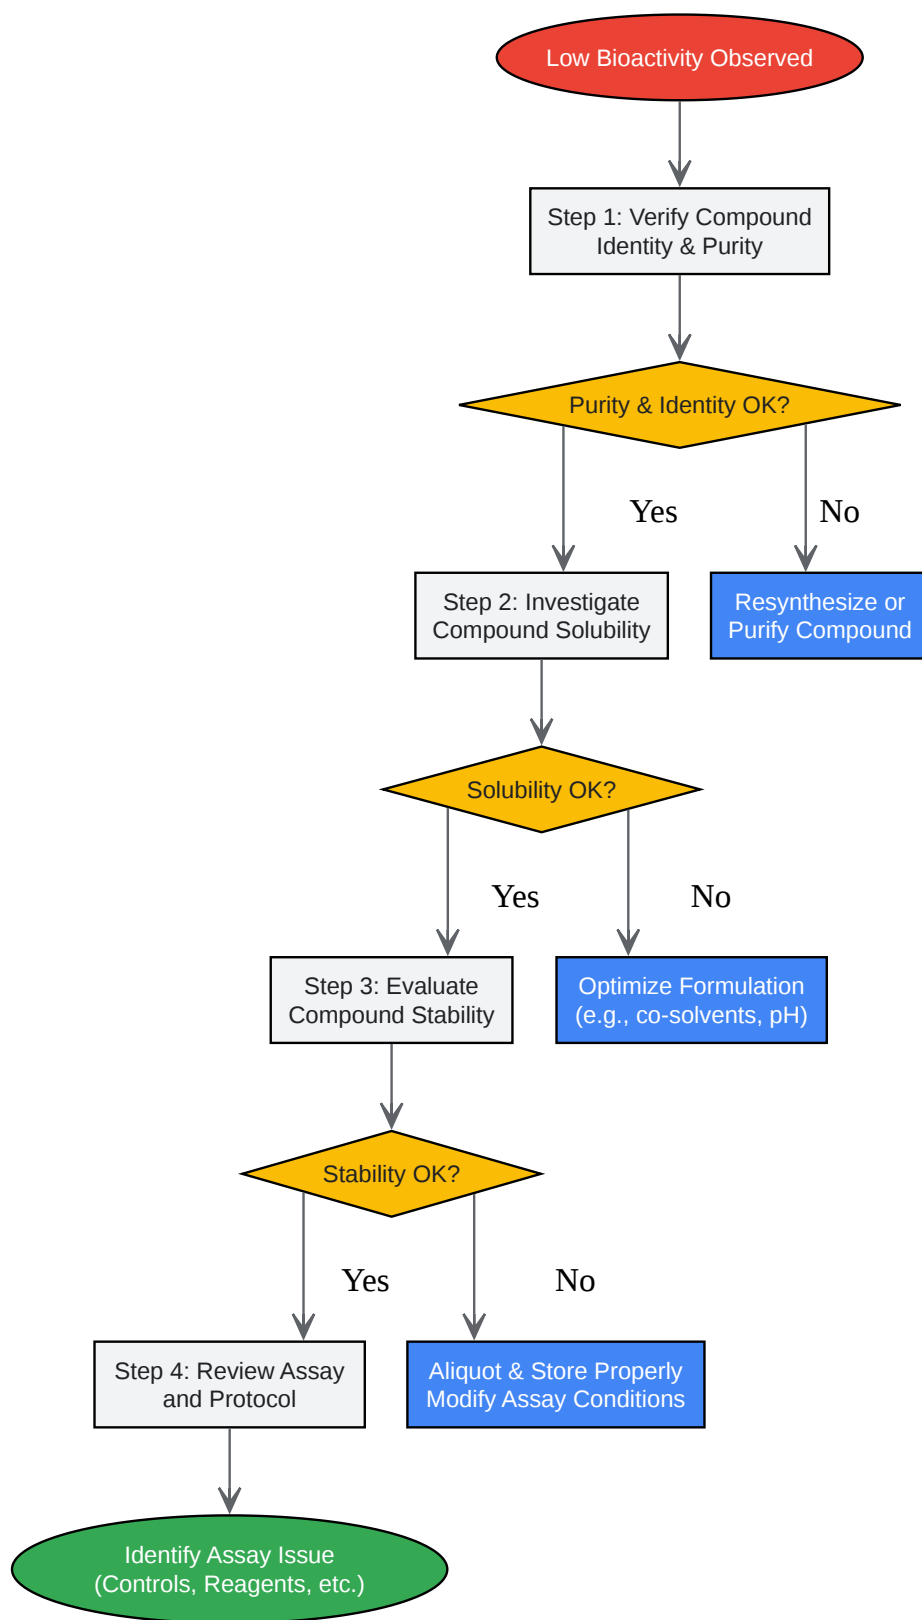 Low Bioactivity Observed
Step 1: Verify Compound
Identity & Purity
Purity & Identity OK?
Yes
No
Step 2: Investigate
Compound Solubility
Resynthesize or
Purify Compound
Solubility OK?
Yes
No
Step 3: Evaluate
Compound Stability
Optimize Formulation
(e.g., co-solvents, pH)
Stability OK?
Yes
No
Step 4: Review Assay
and Protocol
Aliquot & Store Properly
Modify Assay Conditions
Identify Assay Issue
(Controls, Reagents, etc.)